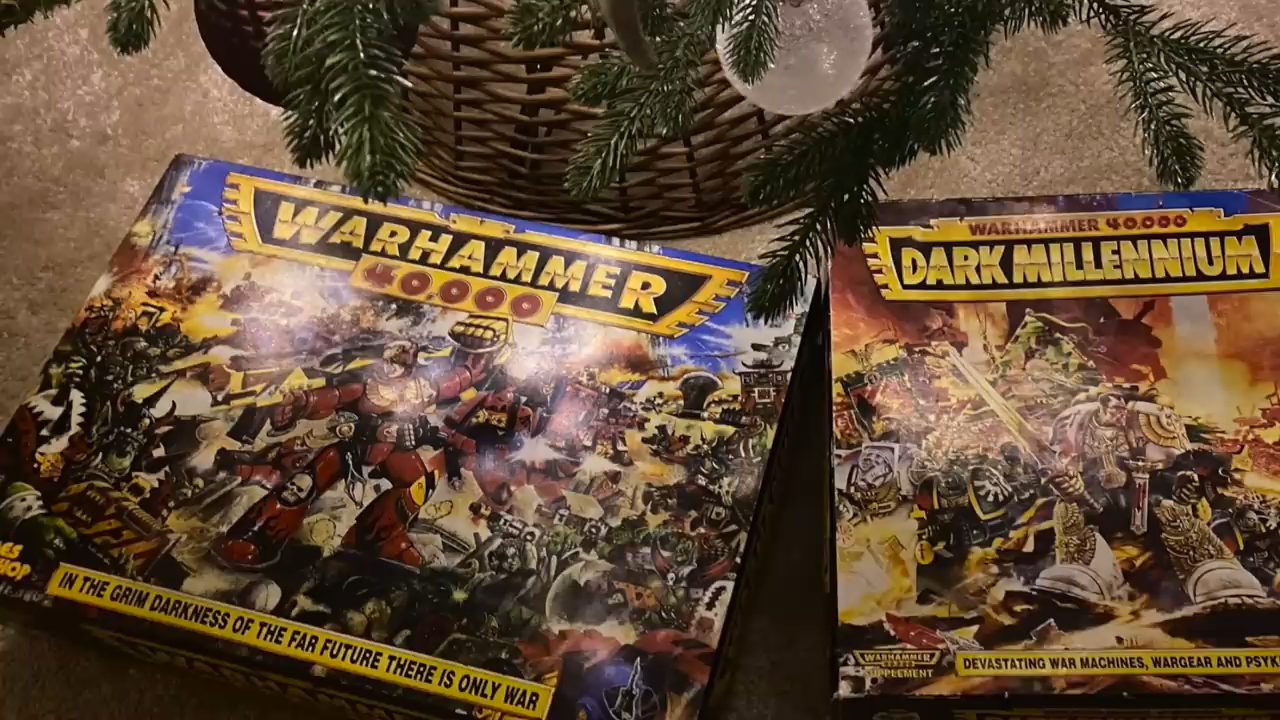 WARHAMMER
40,000
IN THE GRIM DARKNESS OF THE FAR FUTURE THERE IS ONLY WAR
WARHAMMER 40,000
DARK MILLENNIUM
WARHAMMER
SUPPLEMENT
DEVASTATING WAR MACHINES, WARGEAR AND